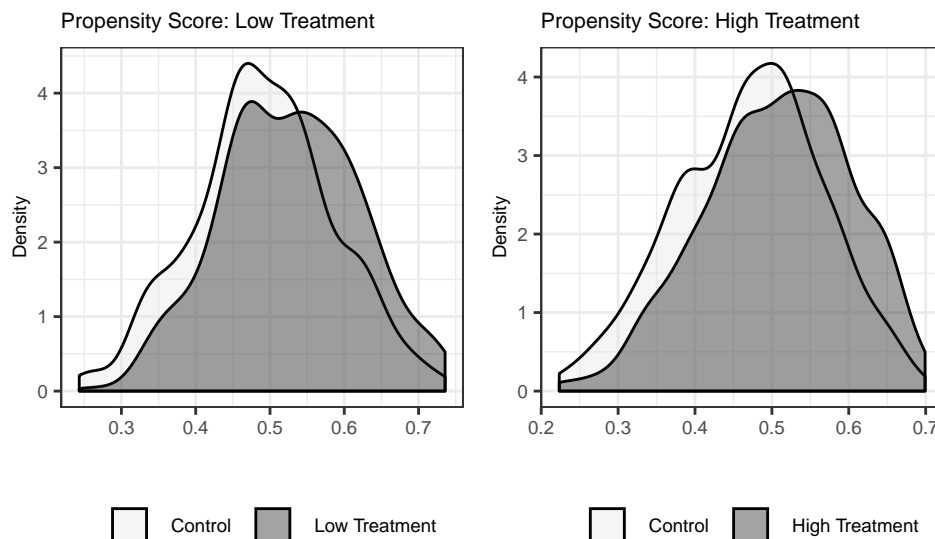 Propensity Score: Low Treatment
Density
4
3
2
1
0
0.3 0.4 0.5 0.6 0.7
Control Low Treatment
Propensity Score: High Treatment
Density
4
3
2
1
0
0.2 0.3 0.4 0.5 0.6 0.7
Control High Treatment